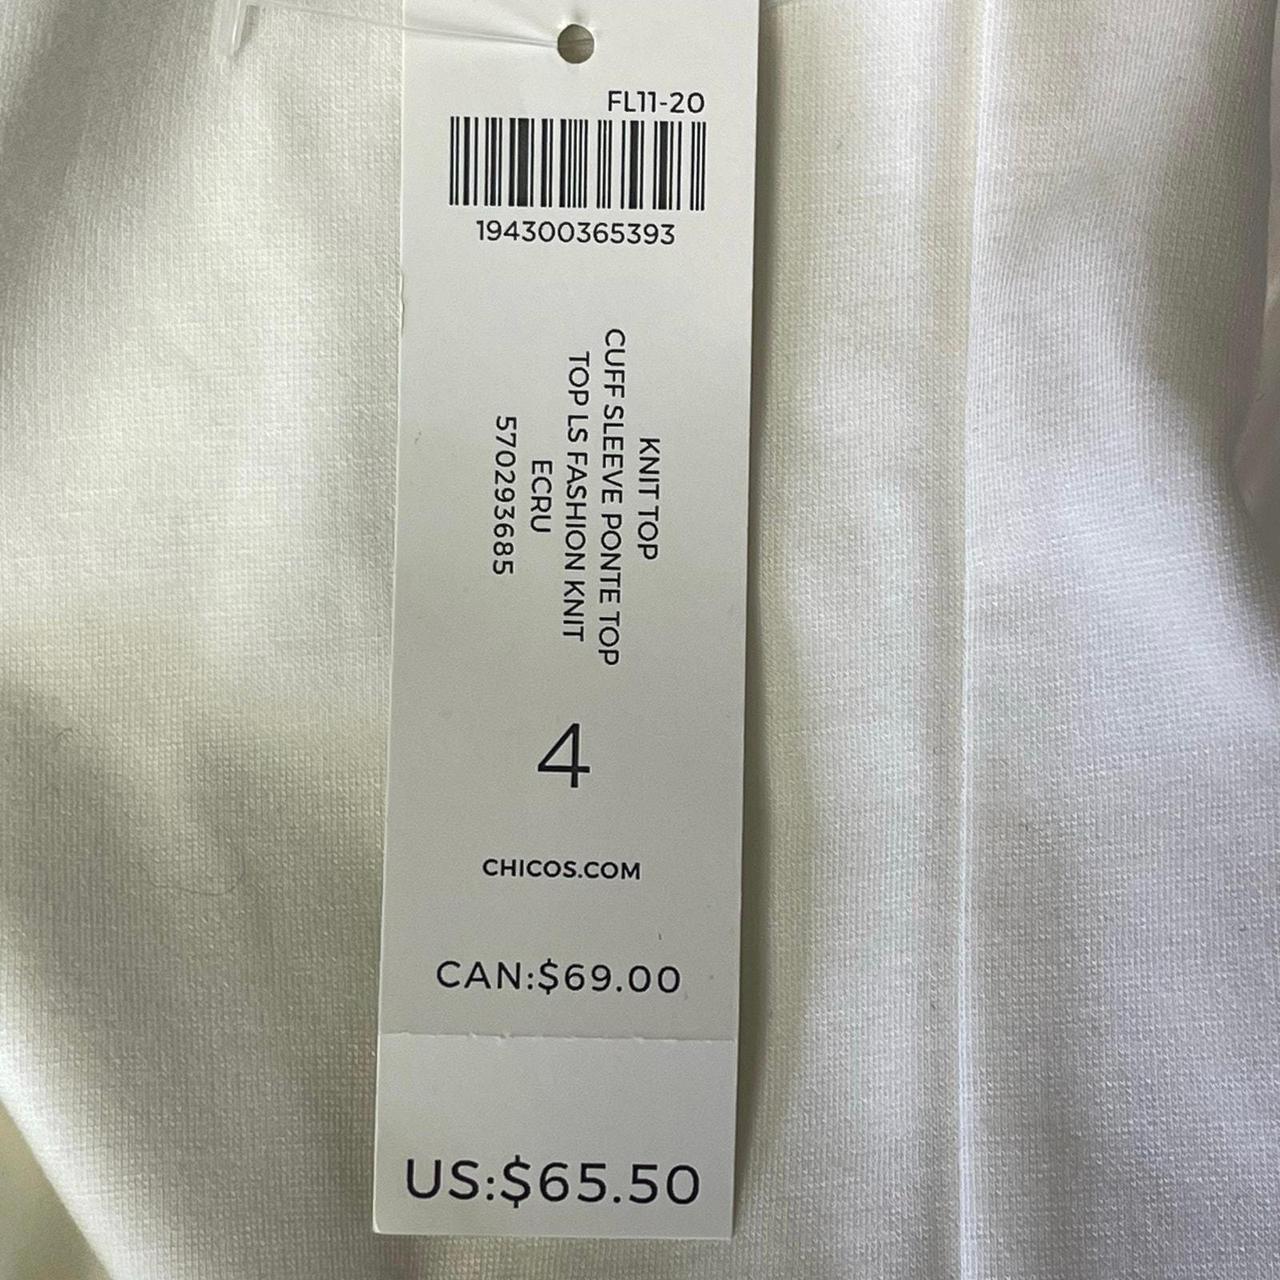 FL11-20
194300365393
KNIT TOP
CUFF SLEEVE PONTE TOP
TOP LS FASHION KNIT
ECRU
570293685
4
CHICOS.COM
CAN:$69.00
US:$65.50